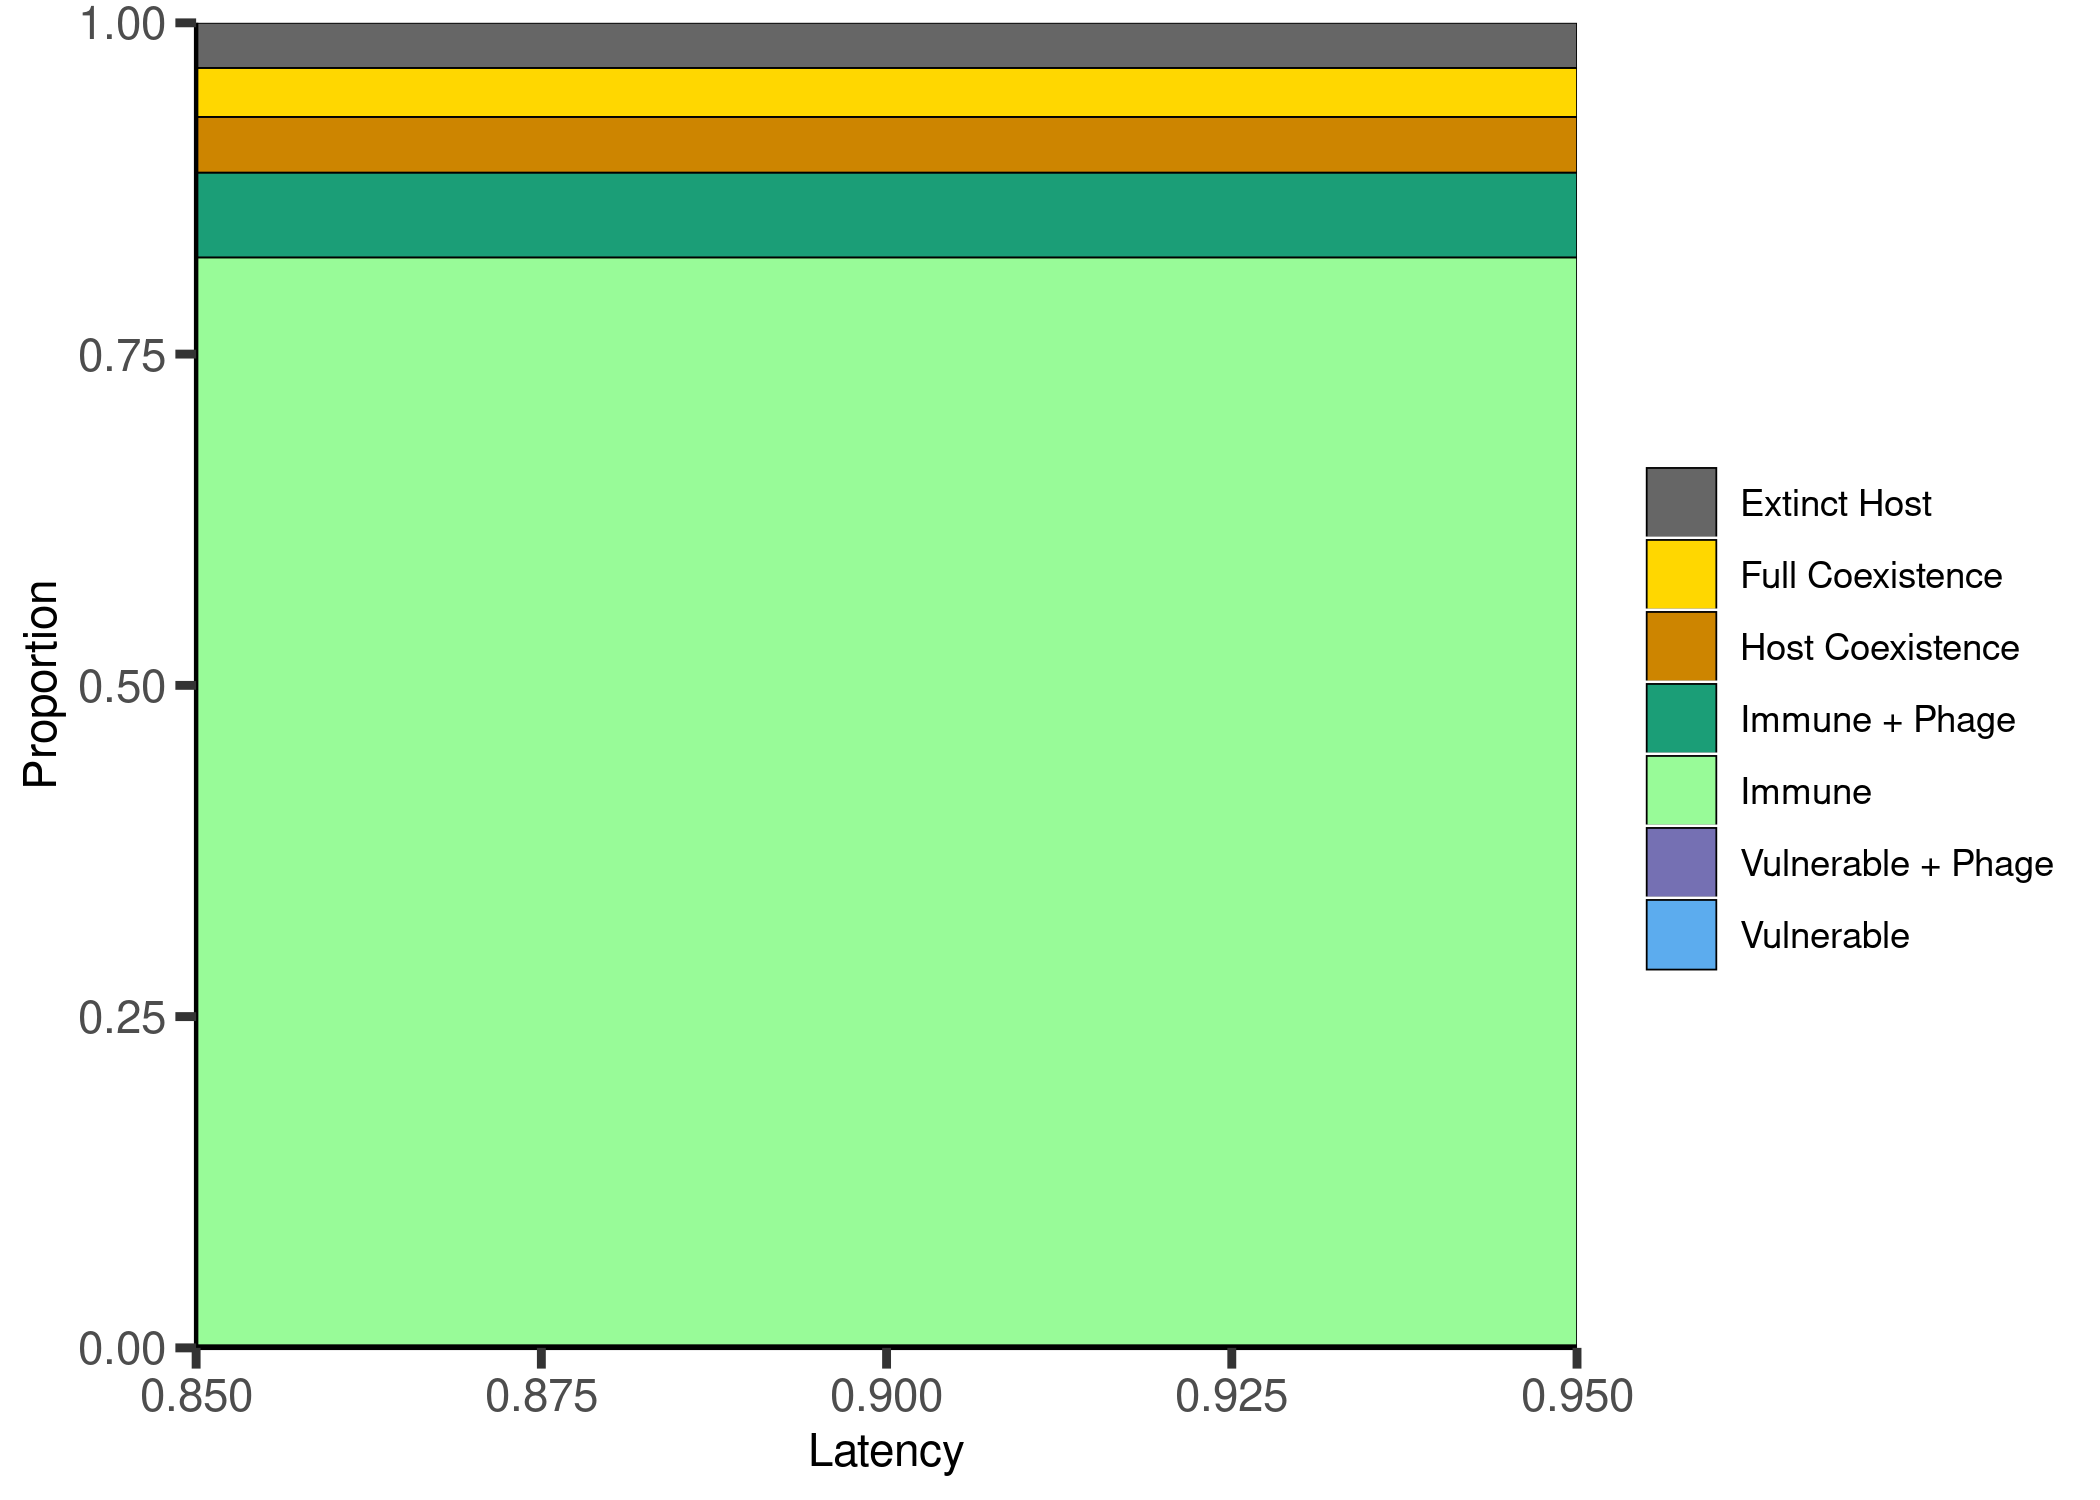 1.00
0.75
0.50
0.25
0.00
Proportion
0.850 0.875 0.900 0.925 0.950
Latency
Extinct Host
Full Coexistence
Host Coexistence
Immune + Phage
Immune
Vulnerable + Phage
Vulnerable